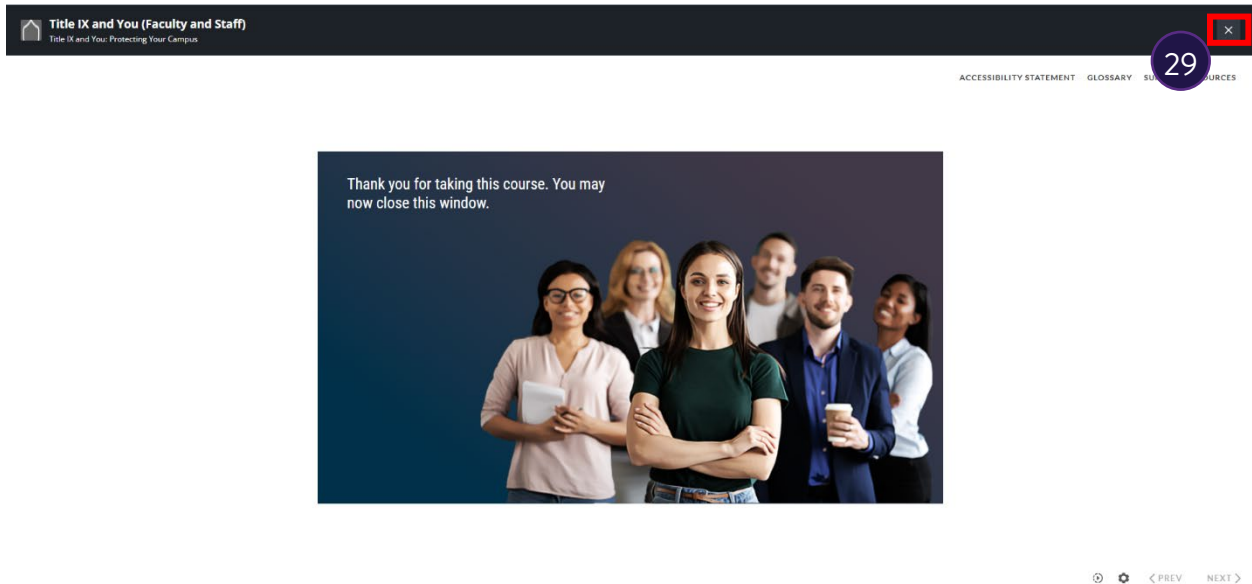 Title IX and You (Faculty and Staff)
Title IX and You: Protecting Your Campus
29
ACCESSIBILITY STATEMENT GLOSSARY
Thank you for taking this course. You may
now close this window.
PREV NEXT